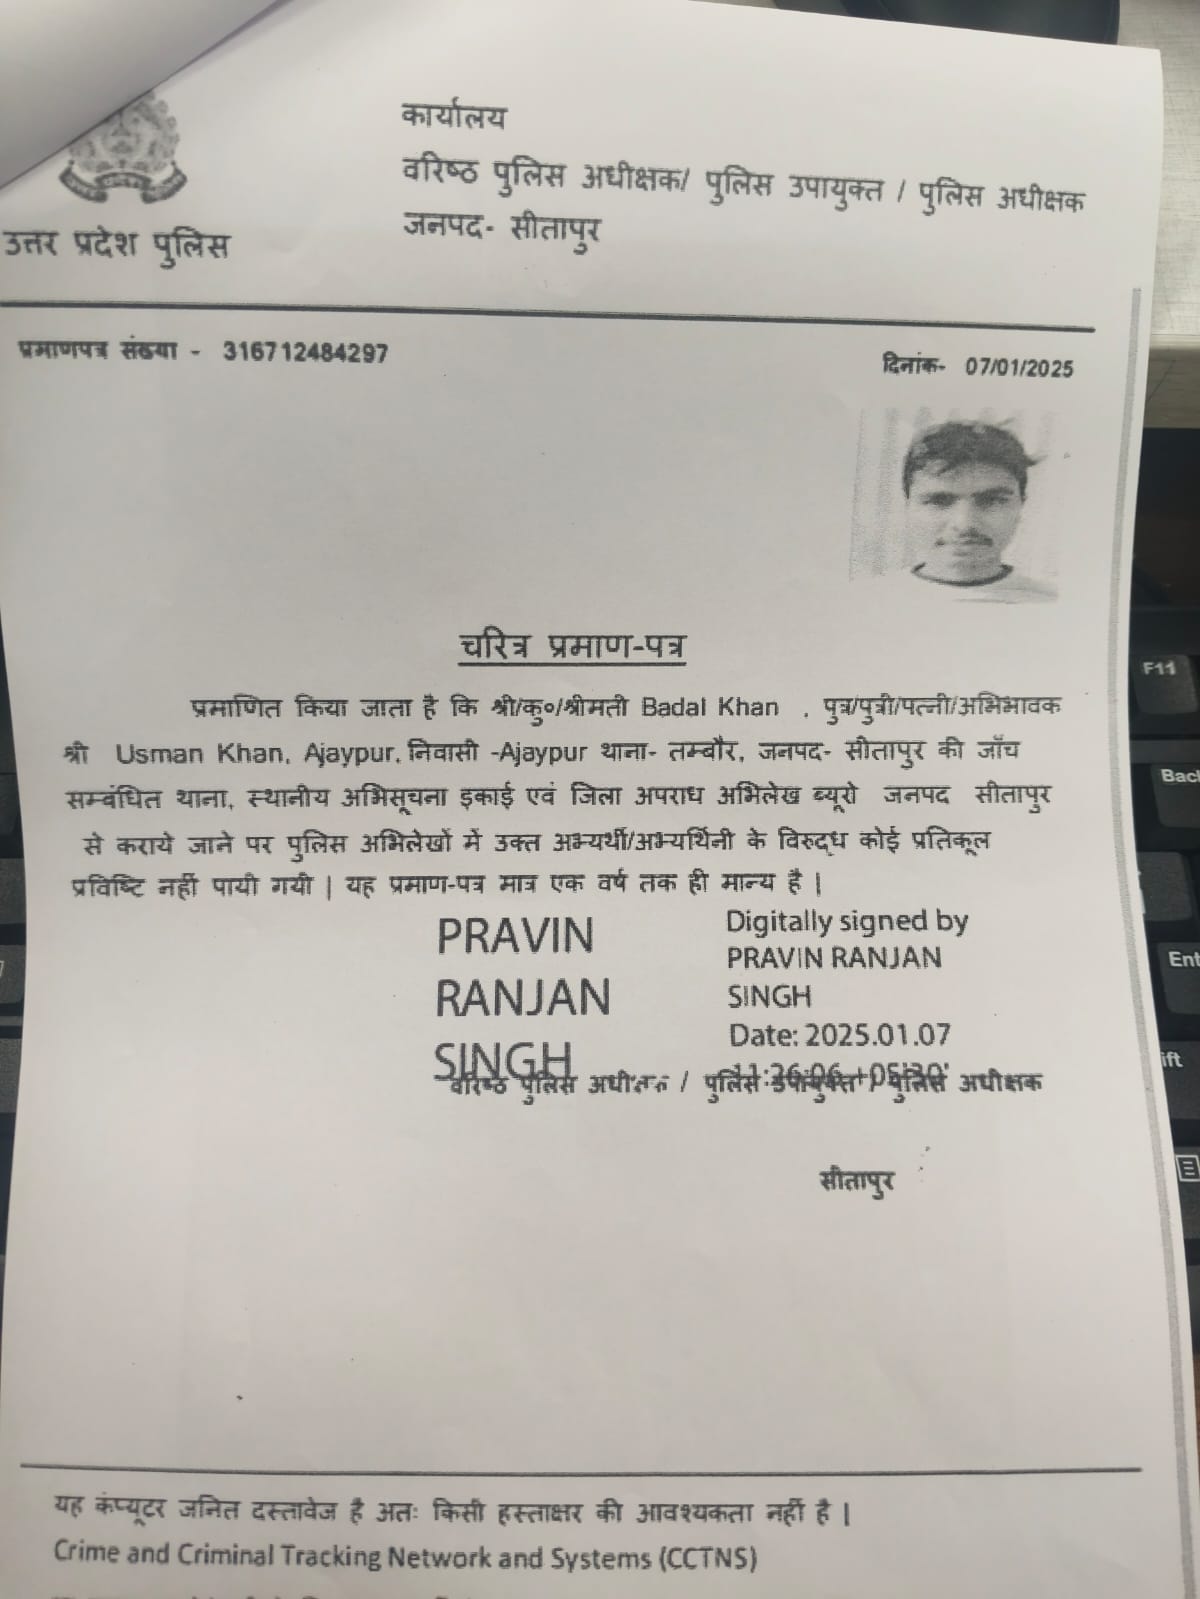 कार्यालय
वरिष्ठ पुलिस अधीक्षक/ पुलिस उपायुक्त / पुलिस अधीक्षक
जनपद- सीतापुर
उत्तर प्रदेश पुलिस
प्रमाणपत्र संख्या - 316712484297
दिनांक- 07/01/2025
चरित्र प्रमाण-पत्र
प्रमाणित किया जाता है कि श्री/कु०/श्रीमती Badal Khan , पुत्र/पुत्री/पत्नी/अभिभावक
श्री Usman Khan, Ajaypur, निवासी -Ajaypur थाना- तम्बौर, जनपद- सीतापुर की जाँच
सम्बंधित थाना, स्थानीय अभिसूचना इकाई एवं जिला अपराध अभिलेख ब्यूरो जनपद सीतापुर
से कराये जाने पर पुलिस अभिलेखों में उक्त अभ्यर्थी/अभ्यर्थिनी के विरुद्ध कोई प्रतिकूल
प्रविष्टि नहीं पायी गयी | यह प्रमाण-पत्र मात्र एक वर्ष तक ही मान्य है |
PRAVIN
RANJAN
SINGH
Digitally signed by
PRAVIN RANJAN
SINGH
Date: 2025.01.07
11:26:06 +05'30'
वरिष्ठ पुलिस अधीक्षक / पुलिस उपायुक्त / पुलिस अधीक्षक
सीतापुर
यह कंप्यूटर जनित दस्तावेज है अतः किसी हस्ताक्षर की आवश्यकता नहीं है |
Crime and Criminal Tracking Network and Systems (CCTNS)
F11
Back
Ent
ift